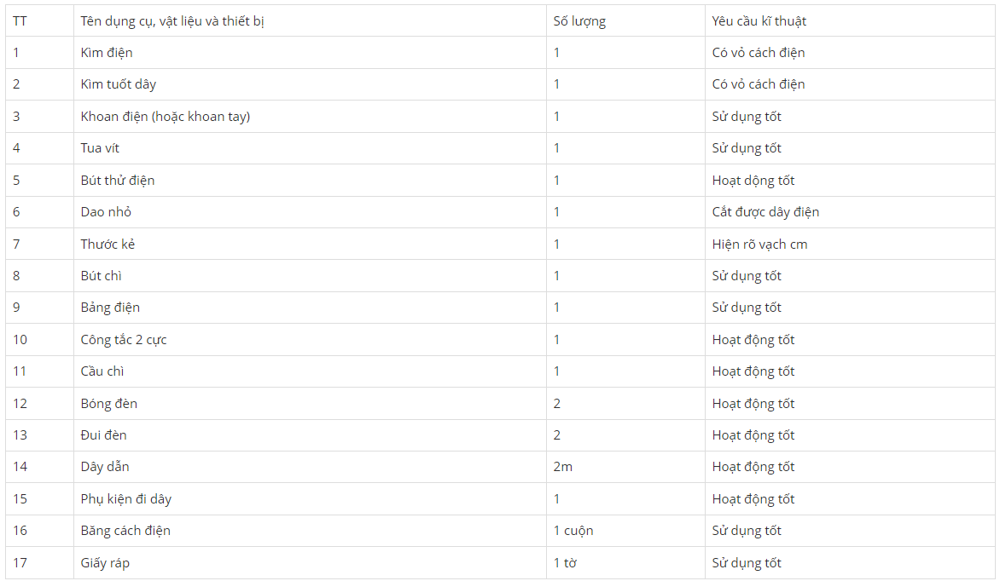 TT Tên dụng cụ, vật liệu và thiết bị Số lượng Yêu cầu kĩ thuật
1 Kìm điện 1 Có vỏ cách điện
2 Kìm tuốt dây 1 Có vỏ cách điện
3 Khoan điện (hoặc khoan tay) 1 Sử dụng tốt
4 Tua vít 1 Sử dụng tốt
5 Bút thử điện 1 Hoạt dộng tốt
6 Dao nhỏ 1 Cắt được dây điện
7 Thước kẻ 1 Hiện rõ vạch cm
8 Bút chì 1 Sử dụng tốt
9 Bảng điện 1 Sử dụng tốt
10 Công tắc 2 cực 1 Hoạt động tốt
11 Cầu chì 1 Hoạt động tốt
12 Bóng đèn 2 Hoạt động tốt
13 Đui đèn 2 Hoạt động tốt
14 Dây dẫn 2m Hoạt động tốt
15 Phụ kiện đi dây 1 Hoạt động tốt
16 Băng cách điện 1 cuộn Sử dụng tốt
17 Giấy ráp 1 tờ Sử dụng tốt